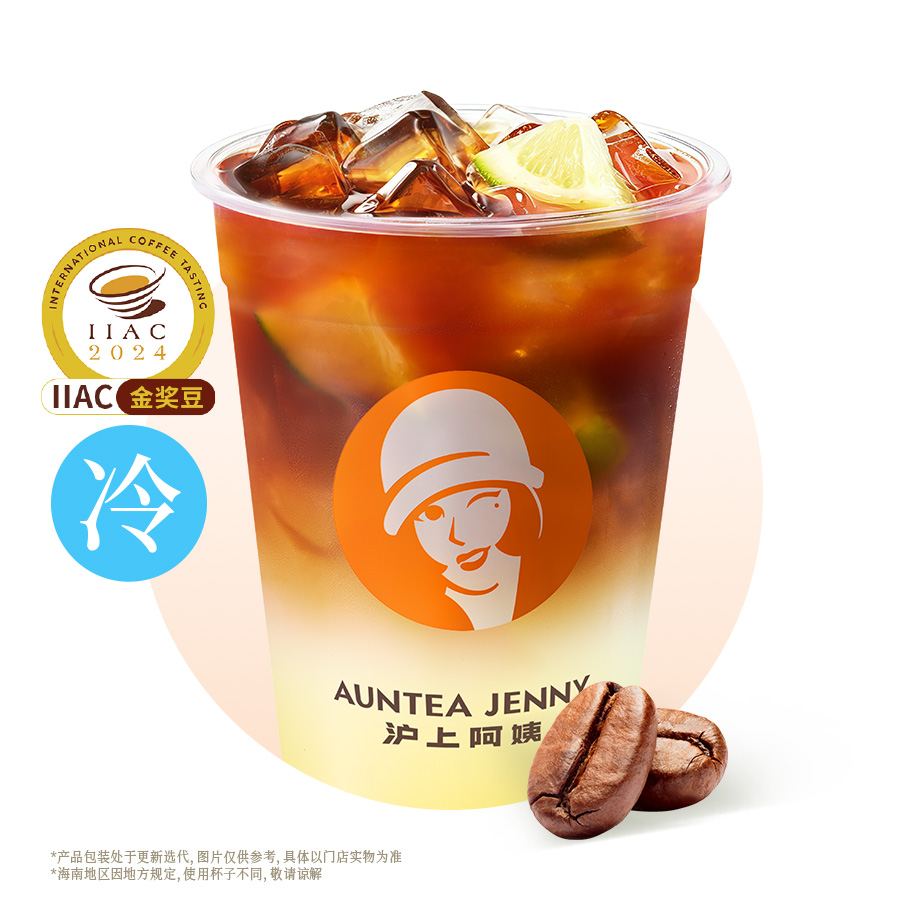 INTERNATIONAL COFFEE TASTING
IIAC
2024
IIAC 金奖豆
冷
AUNTEA JENNY
沪上阿姨
*产品包装处于更新迭代, 图片仅供参考, 具体以门店实物为准
*海南地区因地方规定, 使用杯子不同, 敬请谅解